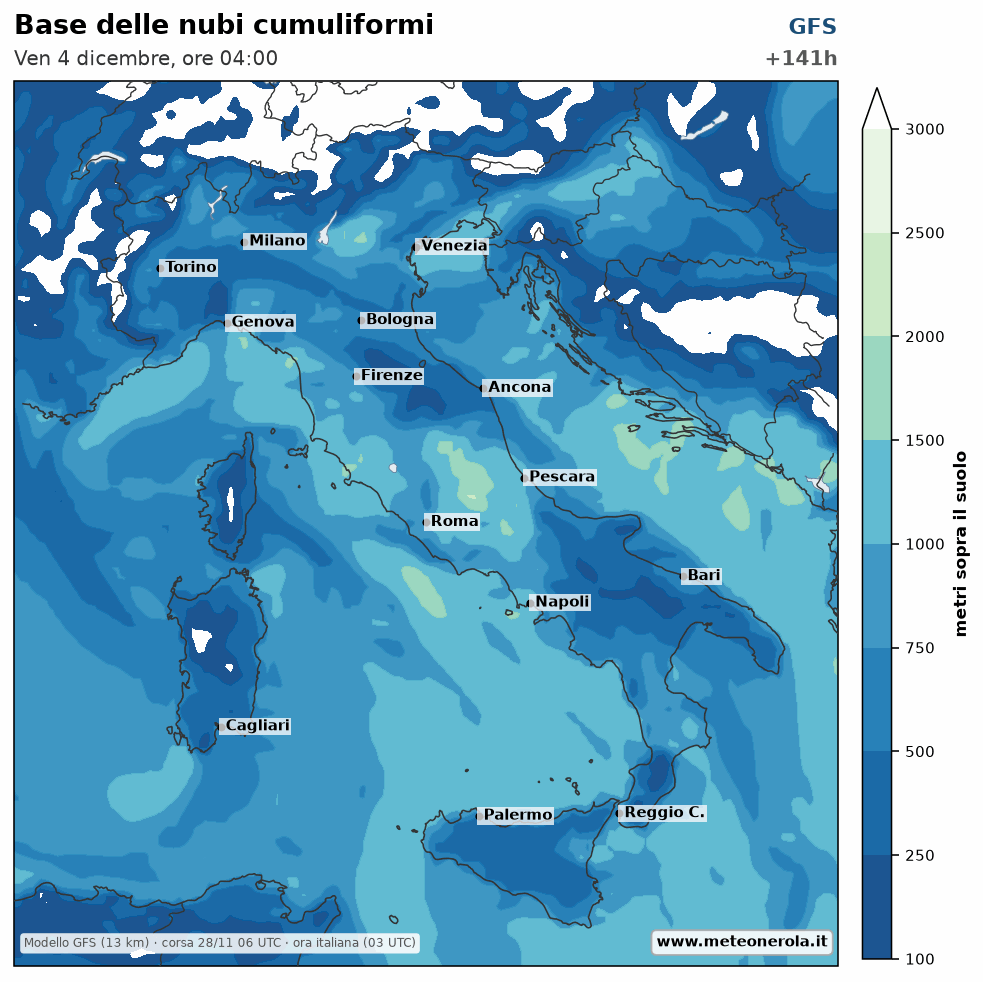 Base delle nubi cumuliformi
GFS
Ven 4 dicembre, ore 04:00
+141h
3000
2500
2000
1500
1000
750
500
250
100
metri sopra il suolo
Milano
Venezia
Torino
Genova
Bologna
Firenze
Ancona
Pescara
Roma
Bari
Napoli
Cagliari
Palermo
Reggio C.
Modello GFS (13 km) · corsa 28/11 06 UTC · ora italiana (03 UTC)
www.meteonerola.it